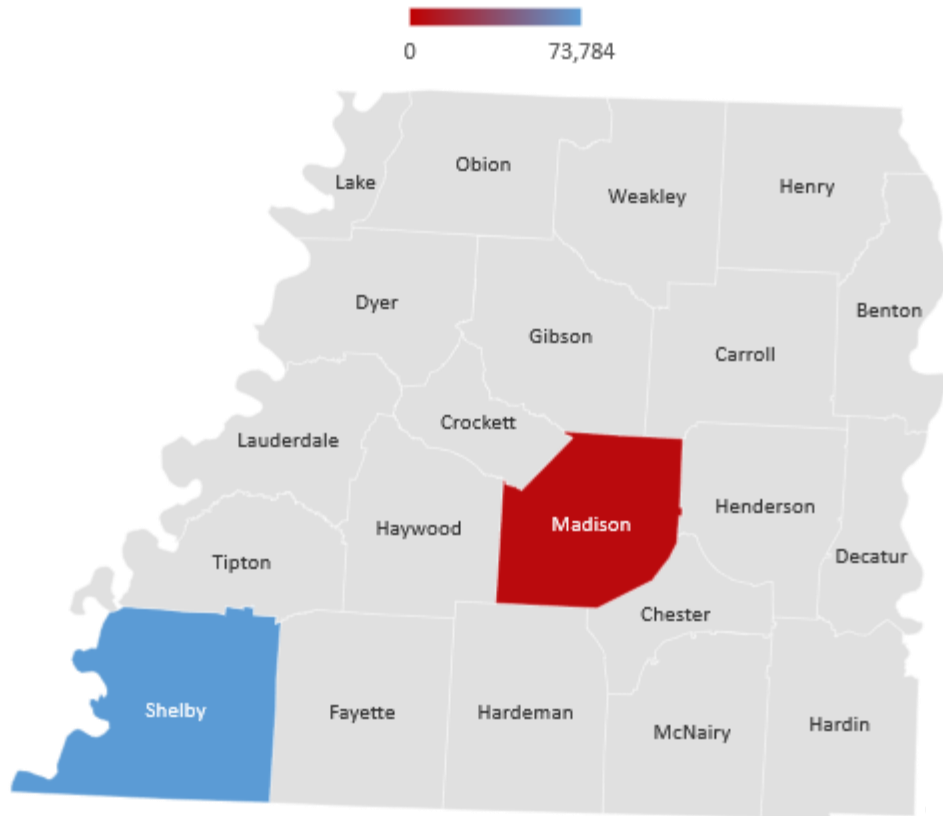 0 73,784
Obion
Lake
Weakley
Henry
Dyer
Benton
Gibson
Carroll
Crockett
Lauderdale
Henderson
Madison
Haywood
Decatur
Tipton
Chester
Shelby
Fayette
Hardeman
Hardin
McNairy